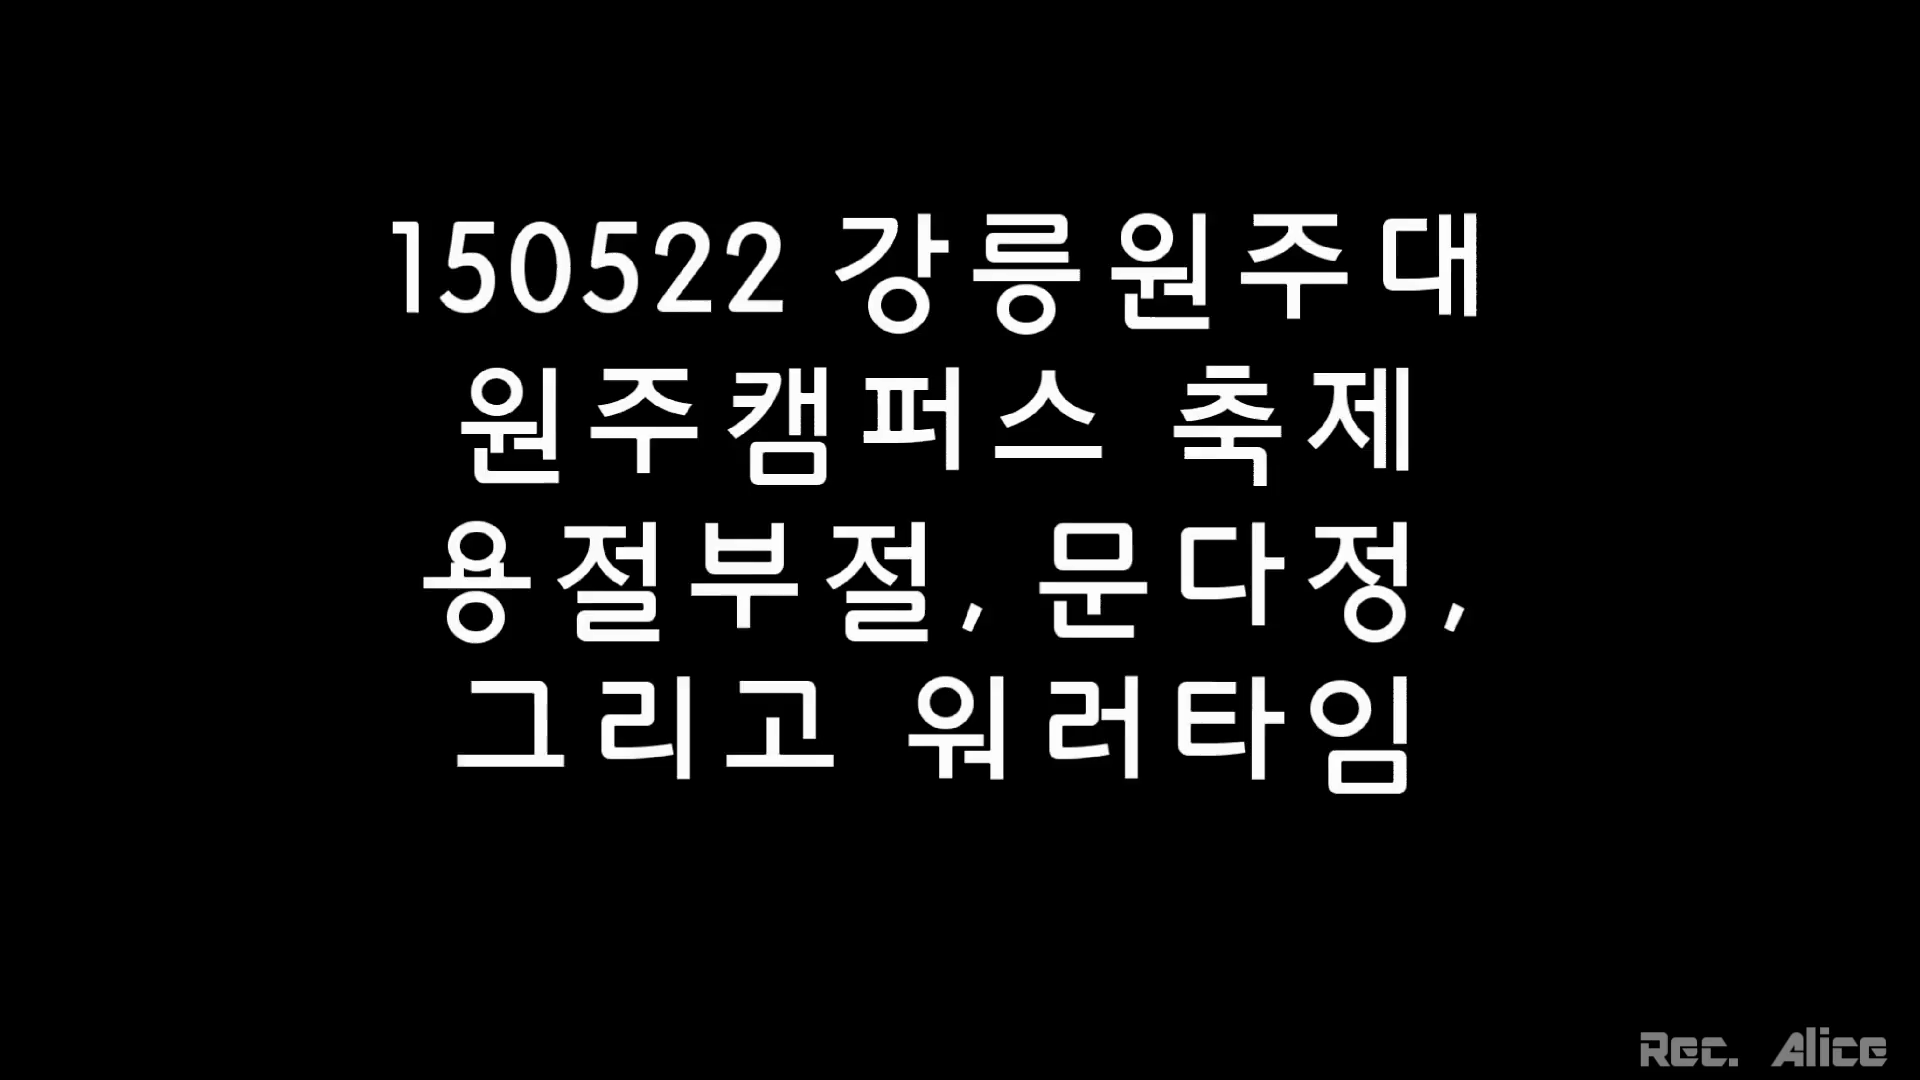 150522 강릉원주대
원주캠퍼스 축제
용절부절, 문다정,
그리고 워러타임
Rec. Alice